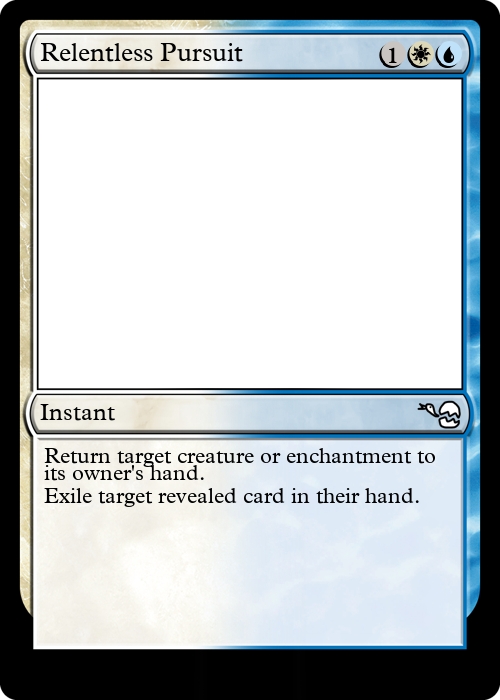 Relentless Pursuit
1
Instant
Return target creature or enchantment to
its owner's hand.
Exile target revealed card in their hand.